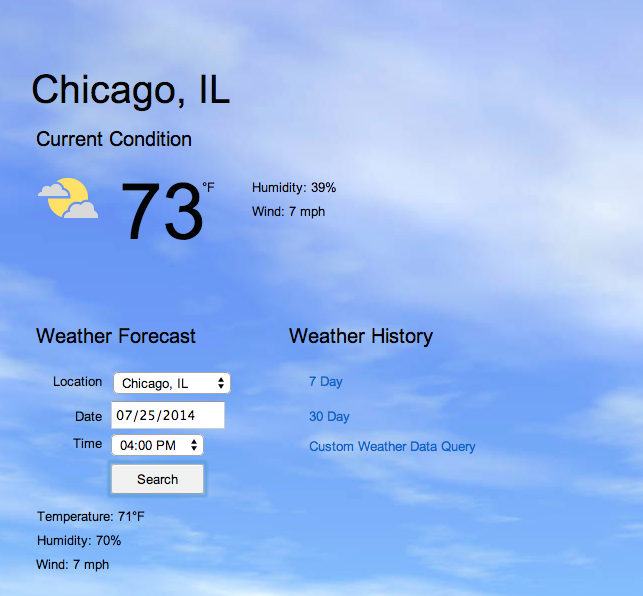 Chicago, IL
Current Condition
73 °F
Humidity: 39%
Wind: 7 mph
Weather Forecast
Location Chicago, IL
Date 07/25/2014
Time 04:00 PM
Search
Temperature: 71°F
Humidity: 70%
Wind: 7 mph
Weather History
7 Day
30 Day
Custom Weather Data Query